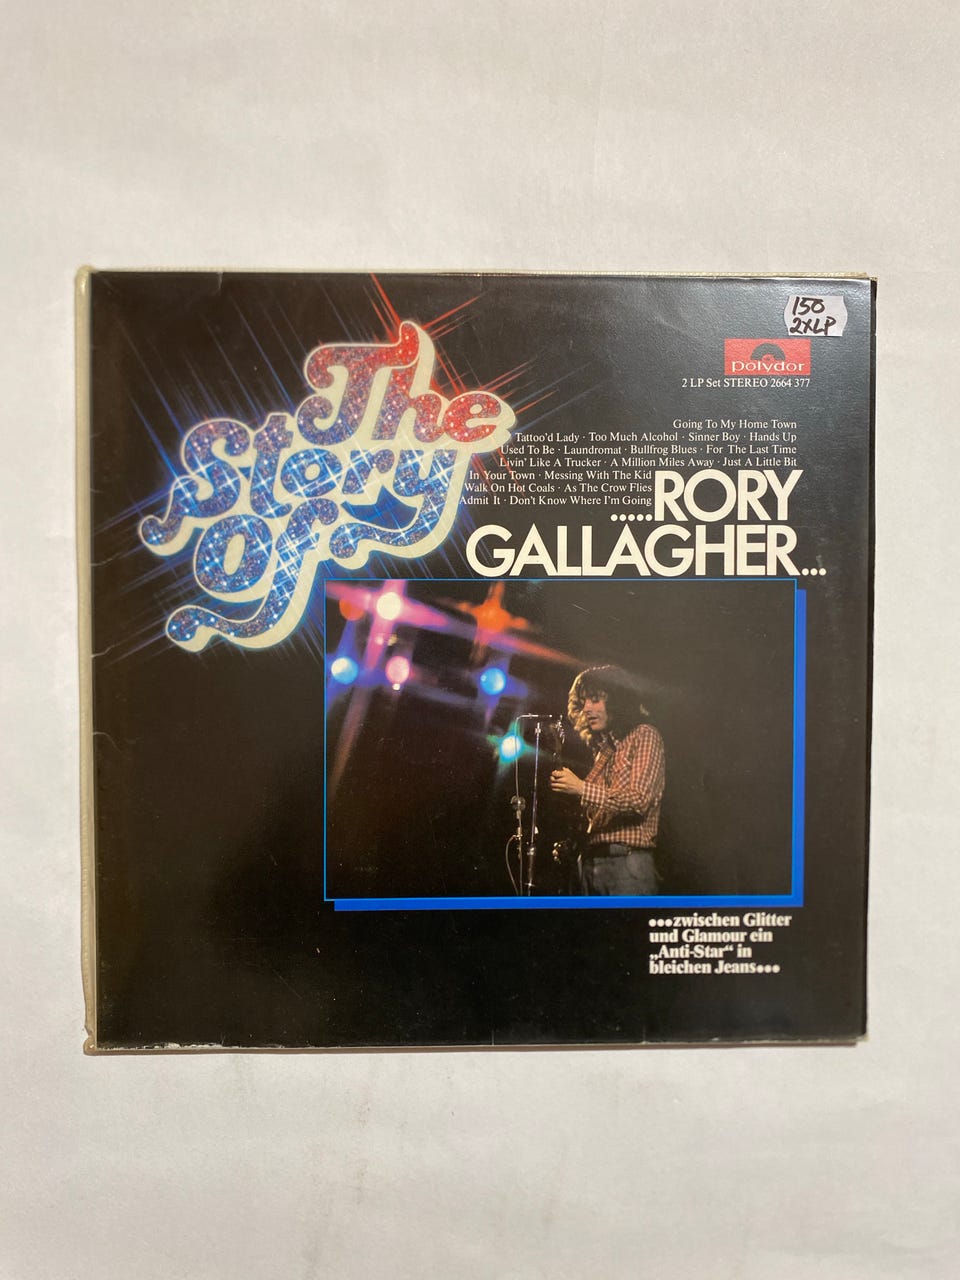 The
Story
Of
150
2xLP
polydor
2 LP Set STEREO 2664 377
Going To My Home Town
Tattoo'd Lady · Too Much Alcohol · Sinner Boy · Hands Up
Used To Be · Laundromat · Bullfrog Blues · For The Last Time
Livin' Like A Trucker · A Million Miles Away · Just A Little Bit
In Your Town · Messing With The Kid
Walk On Hot Coals · As The Crow Flies
Admit It · Don't Know Where I'm Going
.....RORY
GALLAGHER...
...zwischen Glitter
und Glamour ein
„Anti-Star“ in
bleichen Jeans...